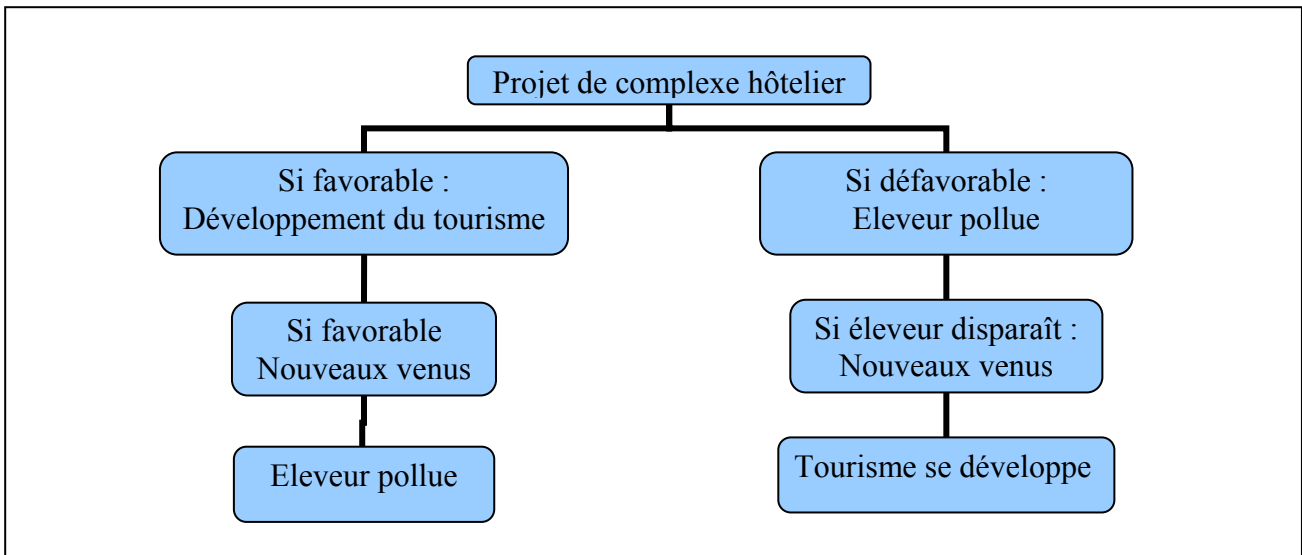 Projet de complexe hôtelier
Si favorable :
Développement du tourisme
Si favorable
Nouveaux venus
Eleveur pollue
Si défavorable :
Eleveur pollue
Si éleveur disparaît :
Nouveaux venus
Tourisme se développe